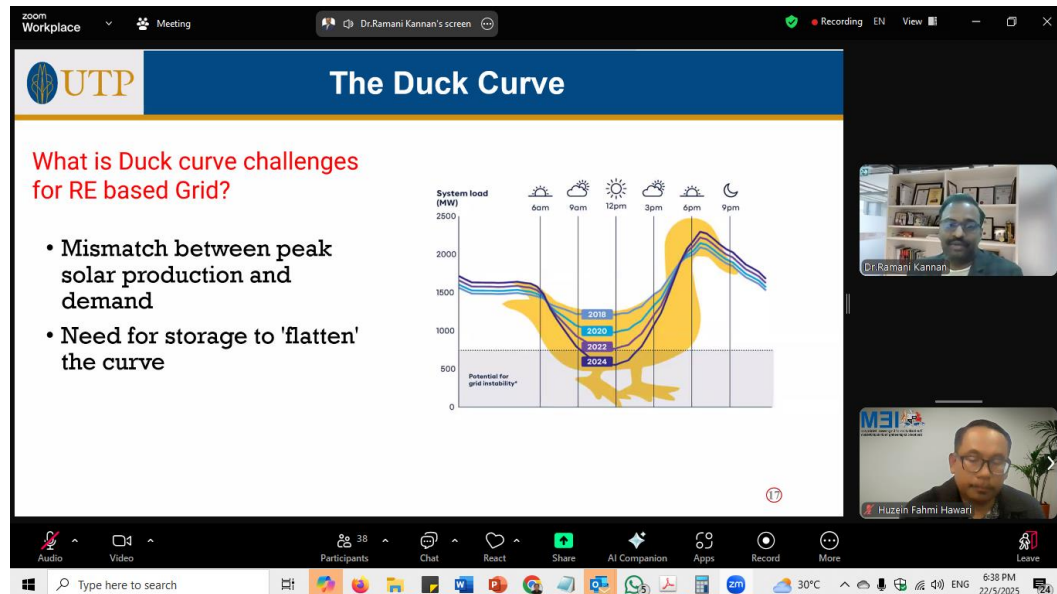 zoom
Workplace
Meeting
Dr.Ramani Kannan's screen
Recording
EN
View
UTP
The Duck Curve
What is Duck curve challenges
for RE based Grid?
• Mismatch between peak
solar production and
demand
• Need for storage to 'flatten'
the curve
System load
(MW)
6am 9am 12pm 3pm 6pm 9pm
2500
2000
1500
1000
500
0
2018
2020
2022
2024
Potential for
grid instability*
17
Dr.Ramani Kannan
MEI
Huzein Fahmi Hawari
Audio
Video
Participants
38
Chat
React
Share
AI Companion
Apps
Record
More
Leave
Type here to search
zm
30°C
ENG
6:38 PM
22/5/2025